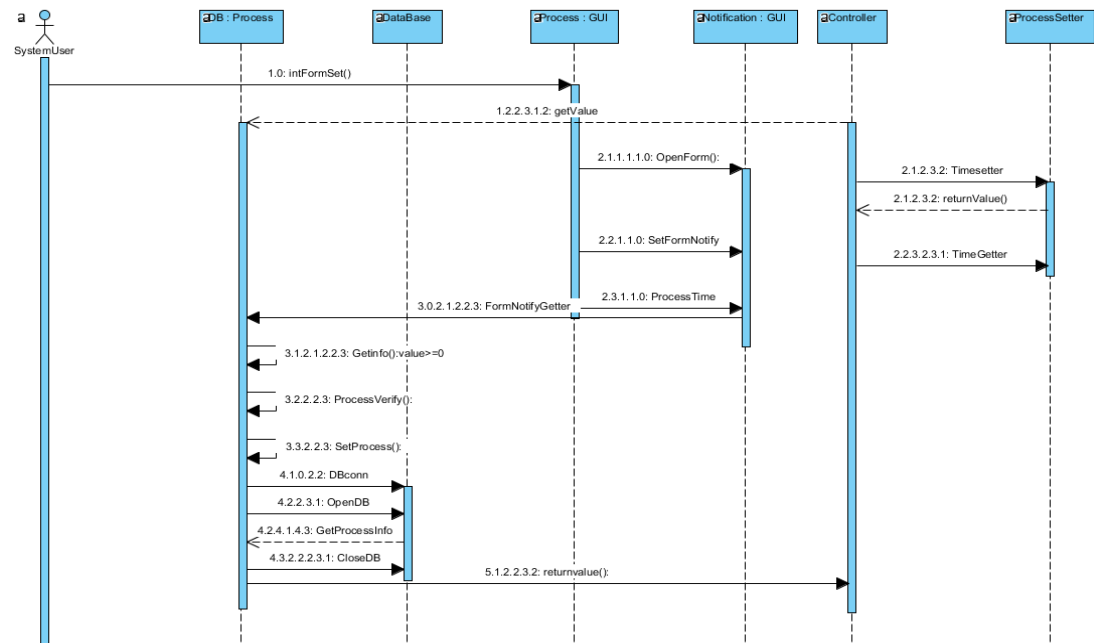 a
SystemUser
aDB : Process
aDataBase
aProcess : GUI
aNotification : GUI
aController
aProcessSetter
1.0: intFormSet()
1.2.2.3.1.2: getValue
2.1.1.1.1.0: OpenForm():
2.1.2.3.2: Timesetter
2.1.2.3.2: returnValue()
2.2.1.1.0: SetFormNotify
2.2.3.2.3.1: TimeGetter
2.3.1.1.0: ProcessTime
3.0.2.1.2.2.3: FormNotifyGetter
3.1.2.1.2.2.3: Getinfo():value>=0
3.2.2.2.3: ProcessVerify():
3.3.2.2.3: SetProcess():
4.1.0.2.2: DBconn
4.2.2.3.1: OpenDB
4.2.4.1.4.3: GetProcessInfo
4.3.2.2.2.3.1: CloseDB
5.1.2.2.3.2: returnvalue():